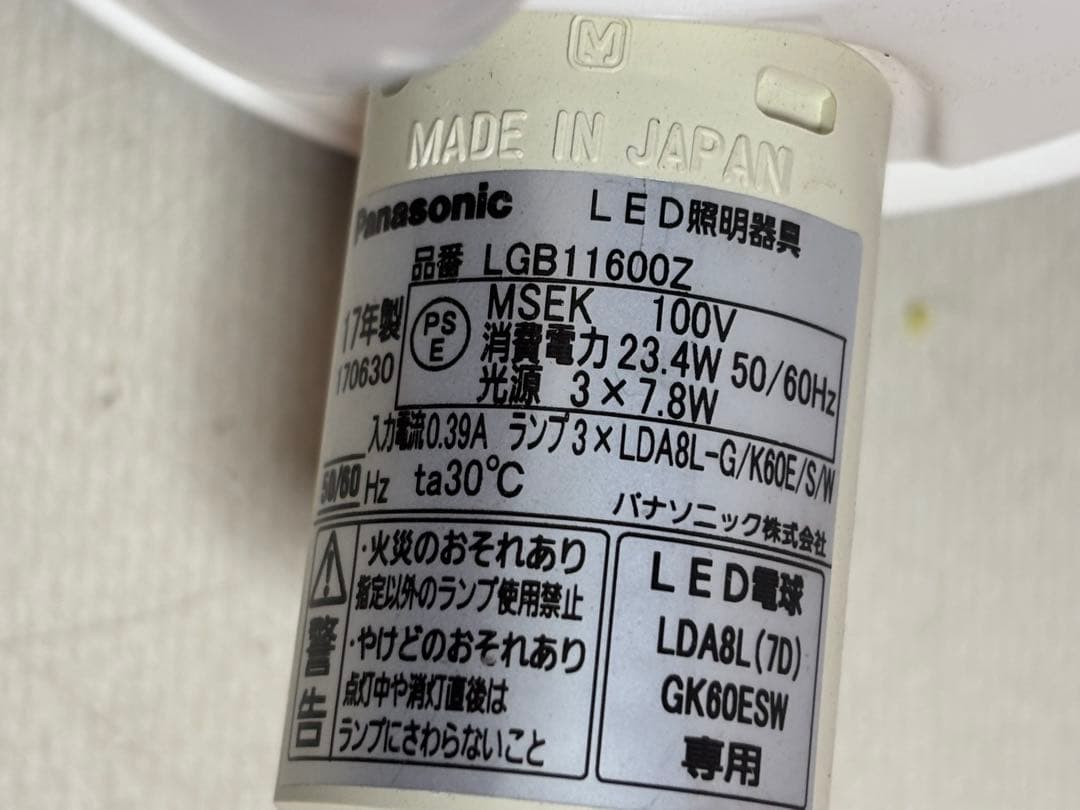 M
MADE IN JAPAN
Panasonic LED照明器具
品番 LGB11600Z
17年製
170630
PS
E
MSEK 100V
消費電力 23.4W 50/60Hz
光源 3×7.8W
入力電流0.39A ランプ3×LDA8L-G/K60E/S/W
50/60 Hz ta30℃
パナソニック株式会社
警告
・火災のおそれあり
指定以外のランプ使用禁止
・やけどのおそれあり
点灯中や消灯直後は
ランプにさわらないこと
LED電球
LDA8L(7D)
GK60ESW
専用